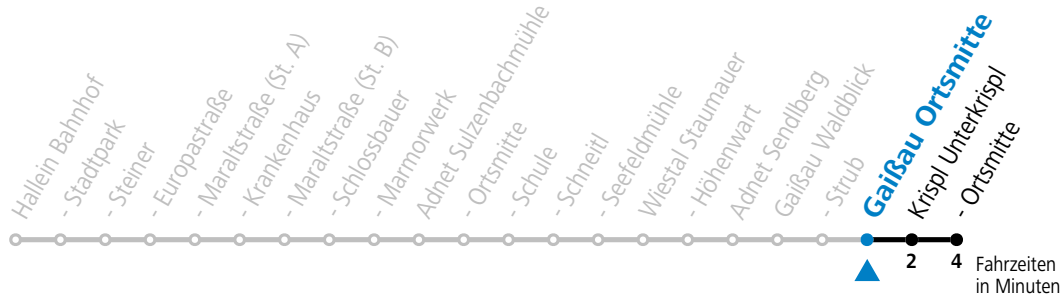 Hallein Bahnhof
- Stadtpark
- Steiner
- Europastraße
- Maraltstraße (St. A)
- Krankenhaus
- Maraltstraße (St. B)
- Schlossbauer
- Marmorwerk
Adnet Sulzenbachmühle
- Ortsmitte
- Schule
- Schneitl
- Seefeldmühle
Wiestal Staumauer
- Höhenwart
Adnet Sendlberg
Gaißau Waldblick
- Strub
Gaißau Ortsmitte
Krispl Unterkrispl
- Ortsmitte
2 4 Fahrzeiten
in Minuten